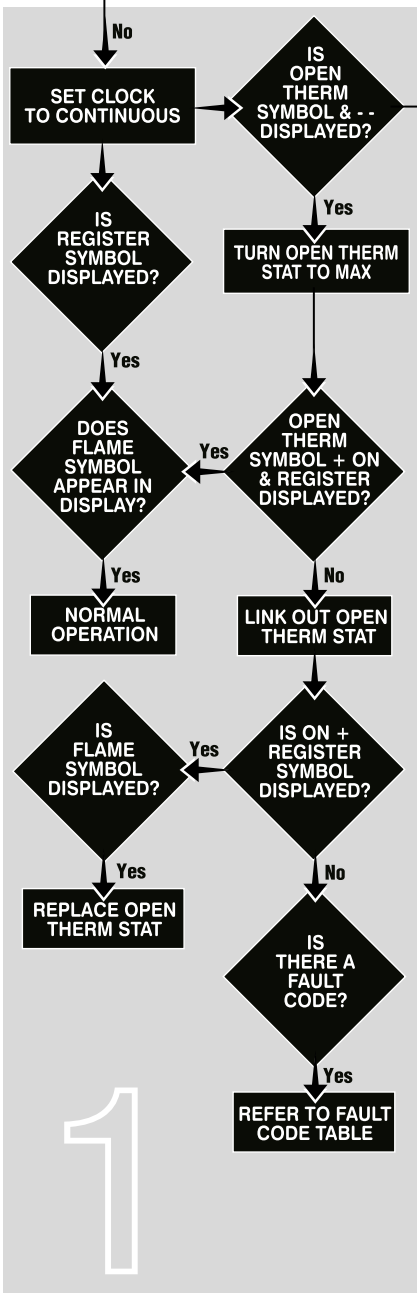 No
SET CLOCK
TO CONTINUOUS
IS
OPEN
THERM
SYMBOL & - -
DISPLAYED?
IS
REGISTER
SYMBOL
DISPLAYED?
Yes
TURN OPEN THERM
STAT TO MAX
Yes
DOES
FLAME
SYMBOL
APPEAR IN
DISPLAY?
Yes
OPEN
THERM
SYMBOL + ON
& REGISTER
DISPLAYED?
Yes
NORMAL
OPERATION
No
LINK OUT OPEN
THERM STAT
IS
FLAME
SYMBOL
DISPLAYED?
Yes
IS ON +
REGISTER
SYMBOL
DISPLAYED?
Yes
REPLACE OPEN
THERM STAT
No
IS
THERE A
FAULT
CODE?
Yes
REFER TO FAULT
CODE TABLE
1